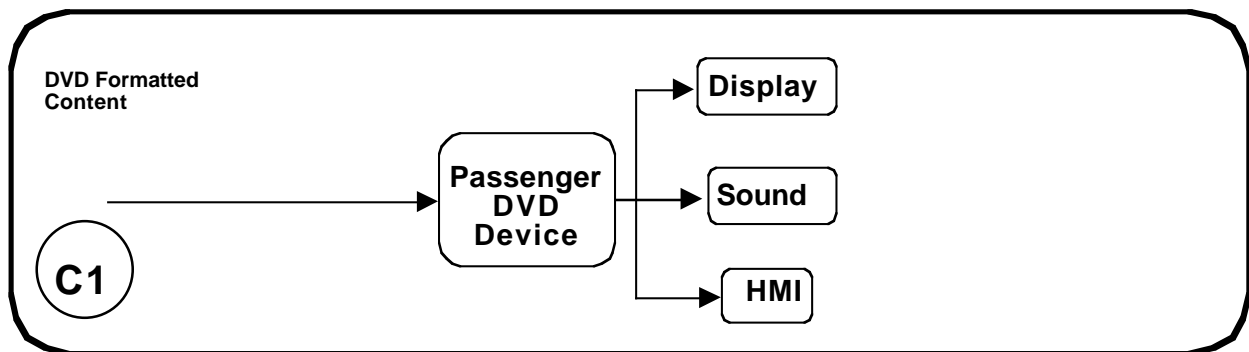 DVD Formatted
Content
C1
Passenger
DVD
Device
Display
Sound
HMI